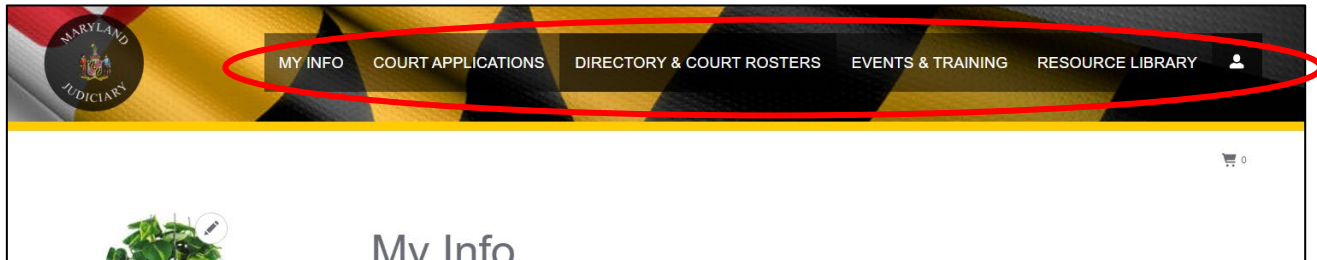 MARYLAND
JUDICIARY
MY INFO COURT APPLICATIONS DIRECTORY & COURT ROSTERS EVENTS & TRAINING RESOURCE LIBRARY
0
My Info